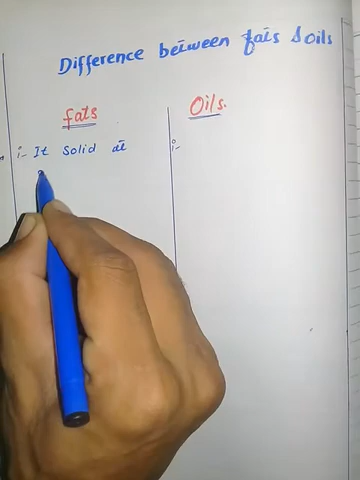 Difference between fats & oils
fats
Oils.
i:- It Solid at
i:-